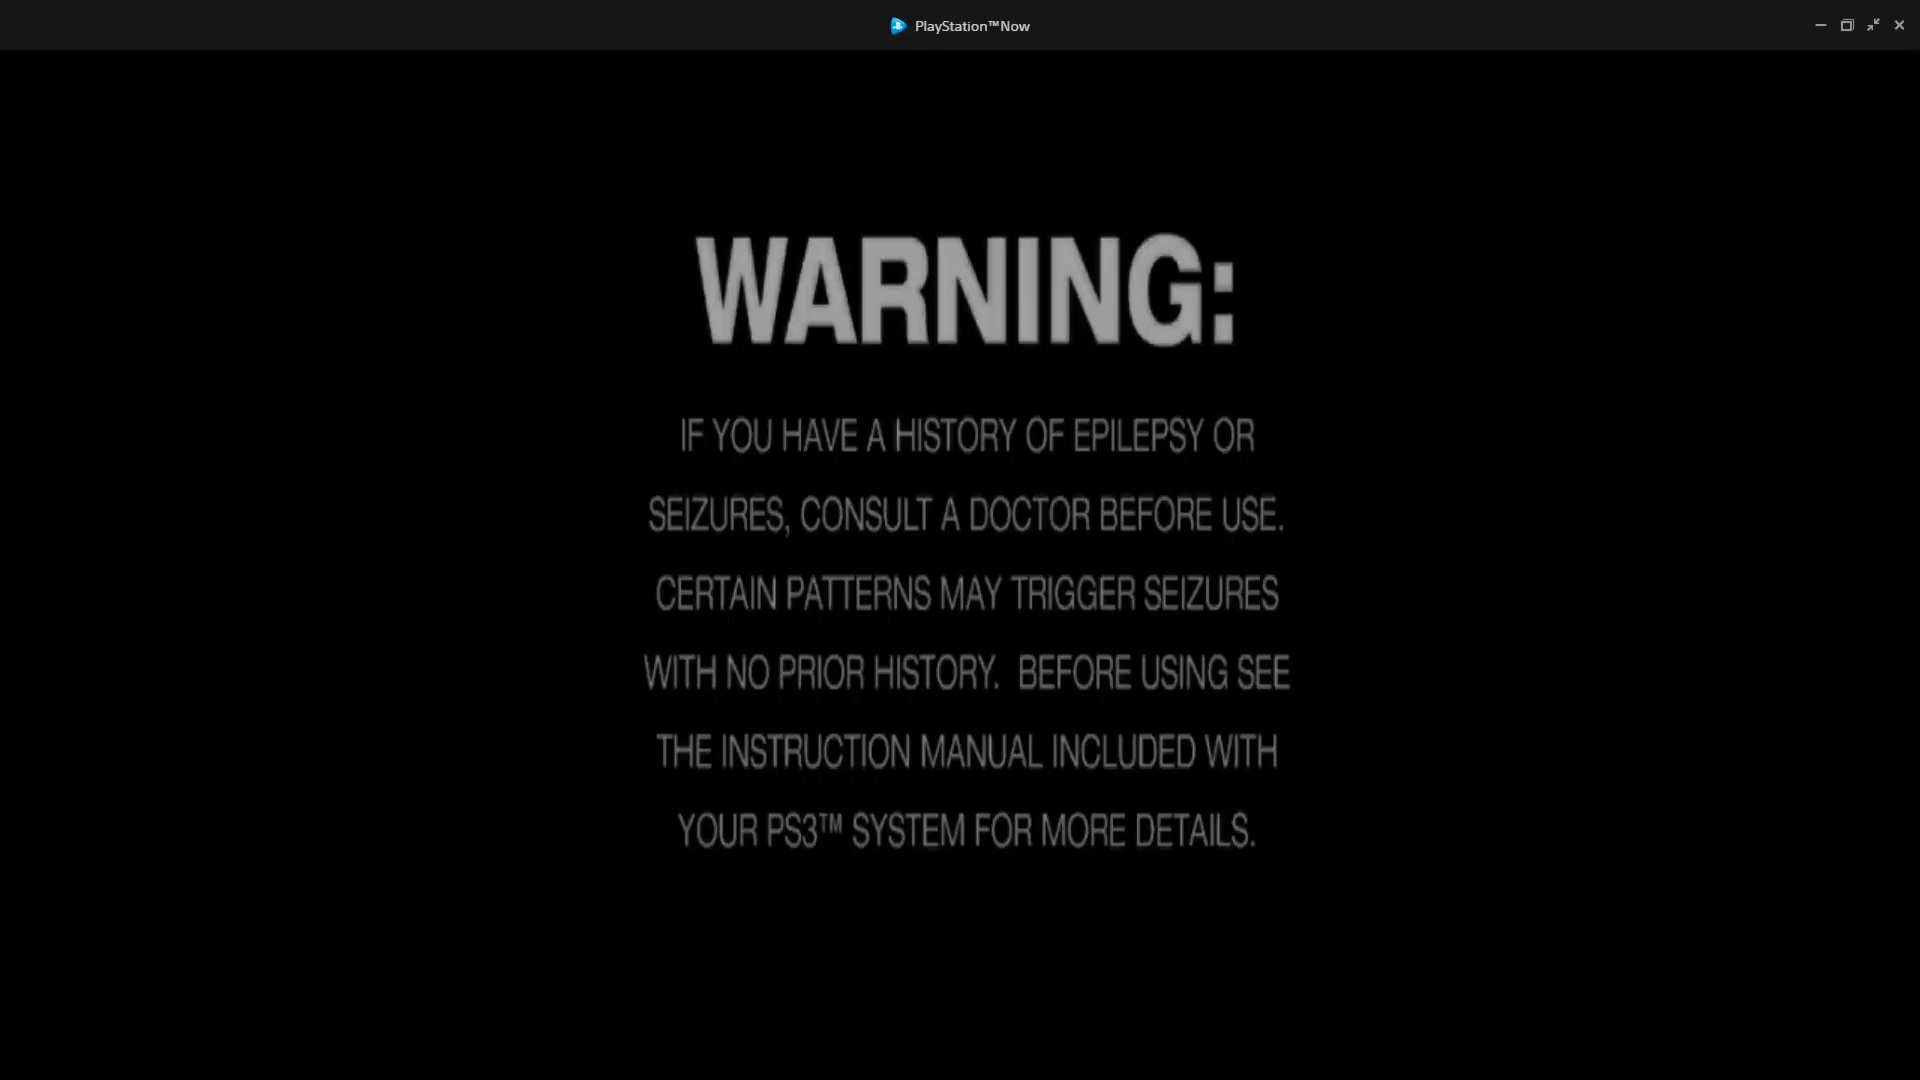 PlayStation™Now
WARNING:
IF YOU HAVE A HISTORY OF EPILEPSY OR
SEIZURES, CONSULT A DOCTOR BEFORE USE.
CERTAIN PATTERNS MAY TRIGGER SEIZURES
WITH NO PRIOR HISTORY.  BEFORE USING SEE
THE INSTRUCTION MANUAL INCLUDED WITH
YOUR PS3™ SYSTEM FOR MORE DETAILS.